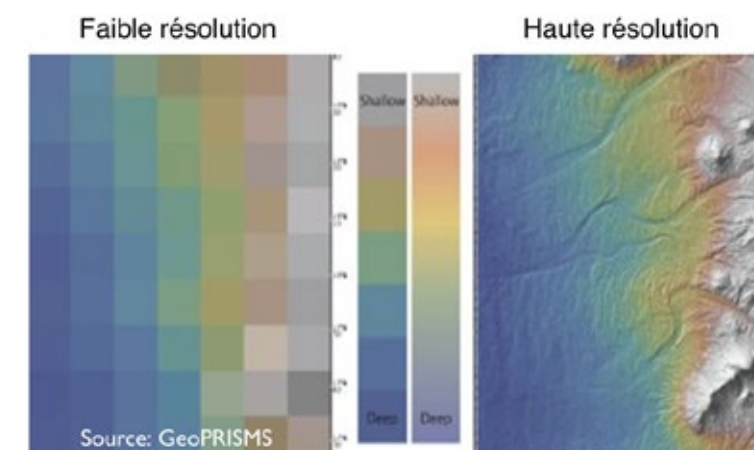 Faible résolution
Haute résolution
Shallow Shallow
Deep Deep
Source: GeoPRISMS